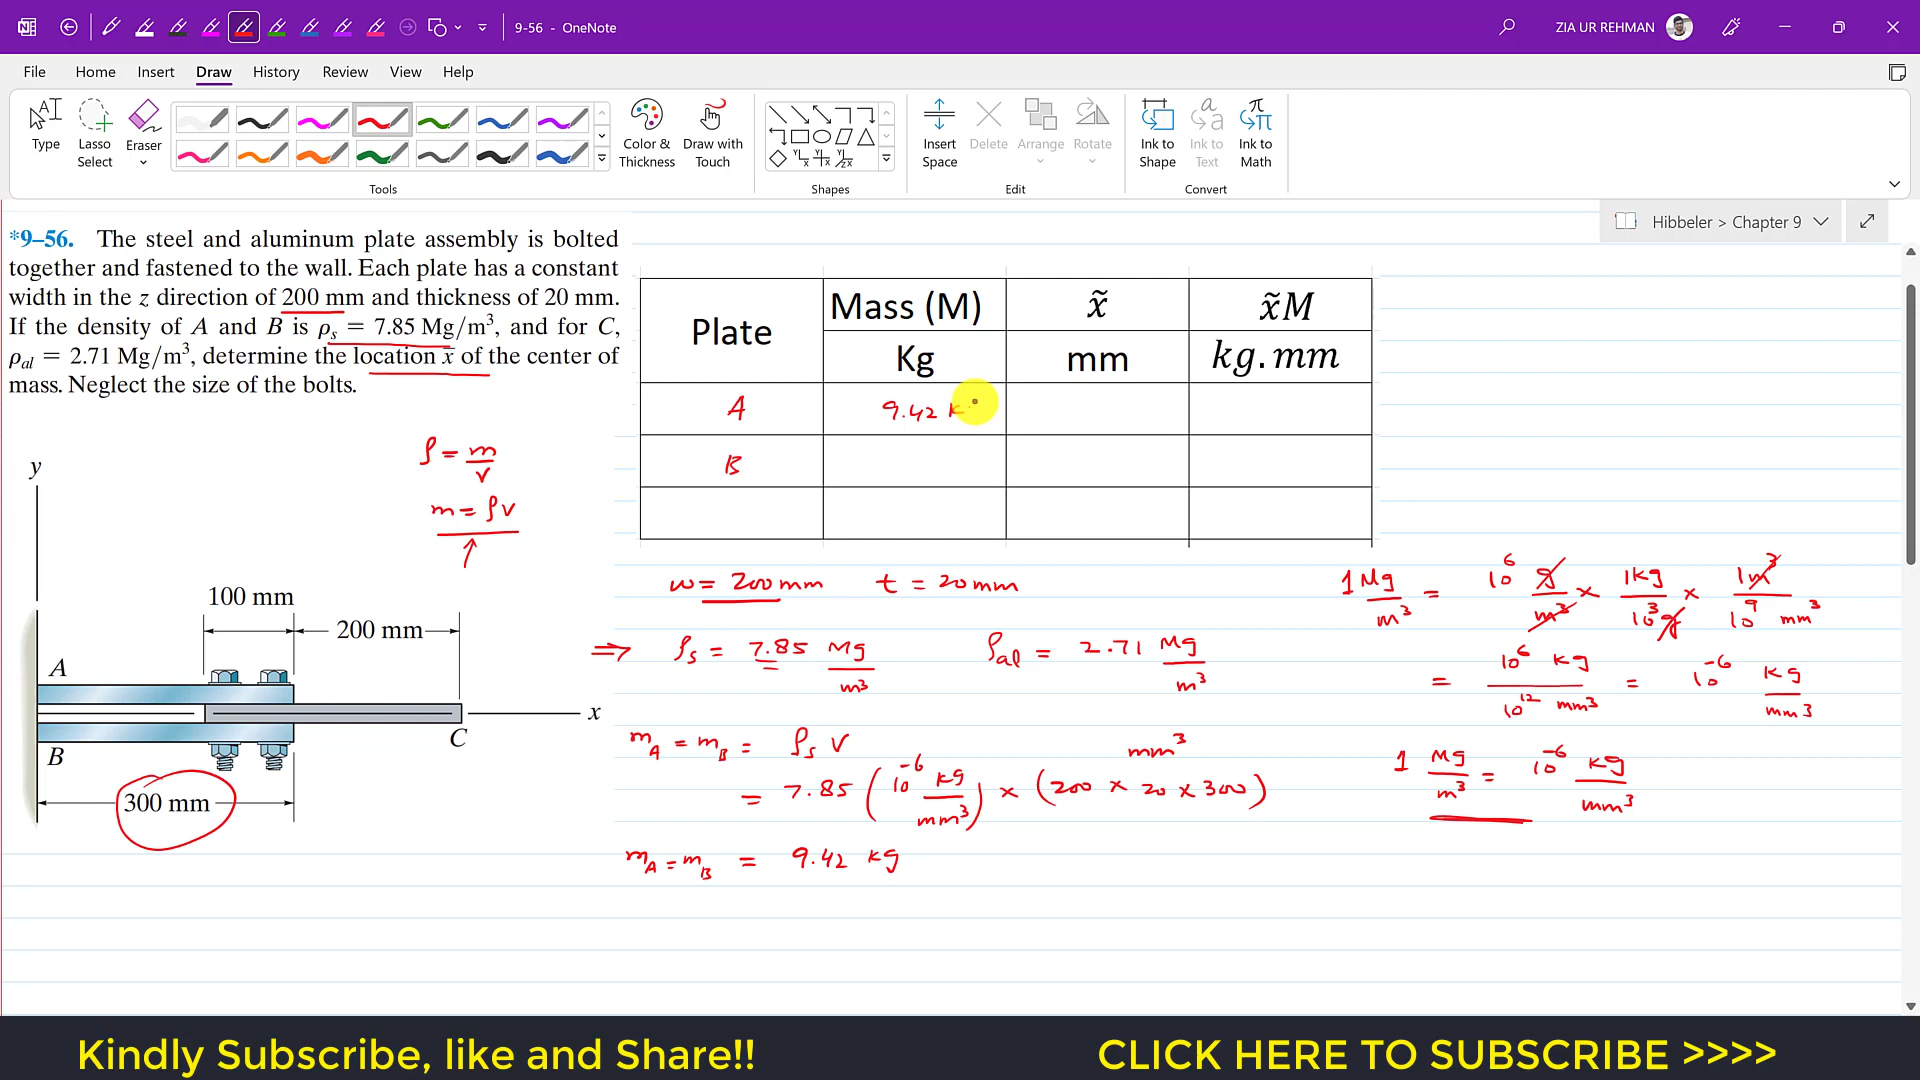 9-56 - OneNote
ZIA UR REHMAN
File Home Insert Draw History Review View Help
Type
Lasso Select
Eraser
Color & Thickness
Draw with Touch
Insert Space
Delete
Arrange
Rotate
Ink to Shape
Ink to Text
Ink to Math
Tools
Shapes
Edit
Convert
Hibbeler > Chapter 9
*9–56. The steel and aluminum plate assembly is bolted
together and fastened to the wall. Each plate has a constant
width in the z direction of 200 mm and thickness of 20 mm.
If the density of A and B is ρs = 7.85 Mg/m³, and for C,
ρal = 2.71 Mg/m³, determine the location x̄ of the center of
mass. Neglect the size of the bolts.
Plate Mass (M) x̃ x̃M
Kg mm kg.mm
A 9.42 k
B
ρ = m/v
m = ρv
y
100 mm
200 mm
A
x
B
C
300 mm
w = 200mm t = 20mm
⇒ ρs = 7.85 Mg/m³ ρal = 2.71 Mg/m³
mA = mB = ρs V
= 7.85 (10⁻⁶ kg/mm³) × (200 × 20 × 300) mm³
mA = mB = 9.42 kg
1 Mg/m³ = 10⁶ g/m³ × 1kg/10³ g × 1m³/10⁹ mm³
= 10⁶ kg/10¹² mm³ = 10⁻⁶ kg/mm³
1 Mg/m³ = 10⁻⁶ kg/mm³
Kindly Subscribe, like and Share!!
CLICK HERE TO SUBSCRIBE >>>>